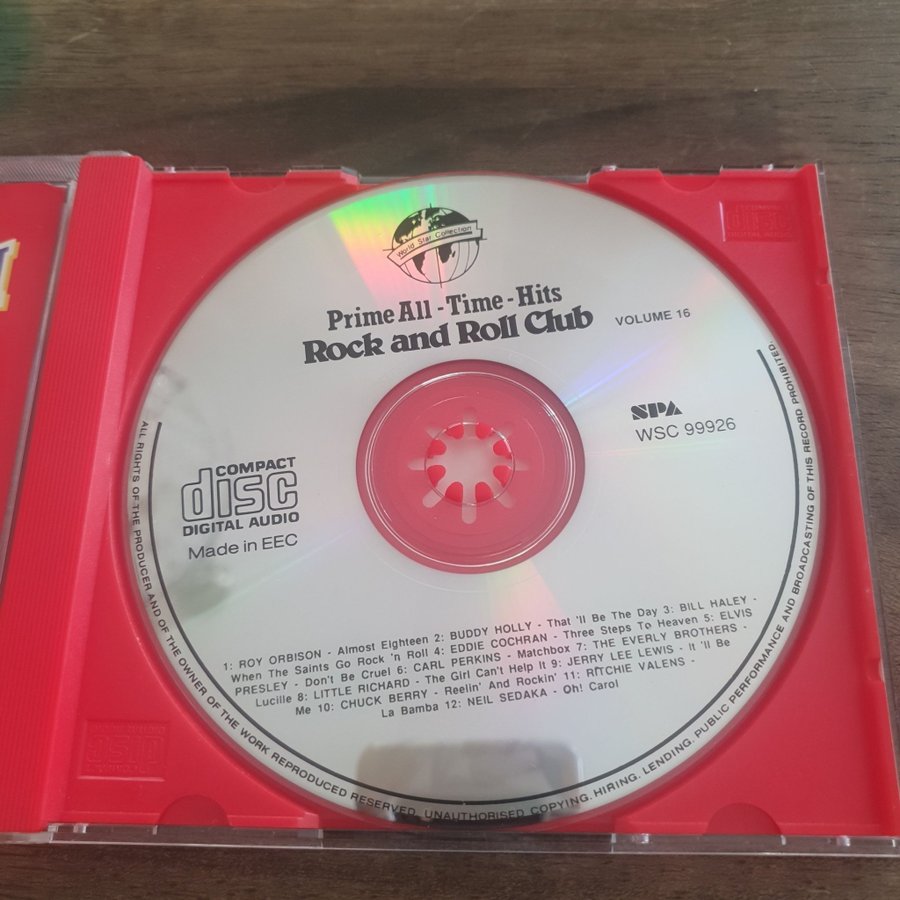 World Star Collection
Prime All - Time - Hits
Rock and Roll Club
VOLUME 16
SPA
WSC 99926
COMPACT
disc
DIGITAL AUDIO
Made in EEC
1: ROY ORBISON - Almost Eighteen 2: BUDDY HOLLY - That 'll Be The Day 3: BILL HALEY -
When The Saints Go Rock 'n Roll 4: EDDIE COCHRAN - Three Steps To Heaven 5: ELVIS
PRESLEY - Don't Be Cruel 6: CARL PERKINS - Matchbox 7: THE EVERLY BROTHERS -
Lucille 8: LITTLE RICHARD - The Girl Can't Help It 9: JERRY LEE LEWIS - It 'll Be
Me 10: CHUCK BERRY - Reelin' And Rockin' 11: RITCHIE VALENS -
La Bamba 12: NEIL SEDAKA - Oh! Carol
ALL RIGHTS OF THE PRODUCER AND OF THE OWNER OF THE WORK REPRODUCED RESERVED. UNAUTHORISED COPYING. HIRING. LENDING. PUBLIC PERFORMANCE AND BROADCASTING OF THIS RECORD PROHIBITED.